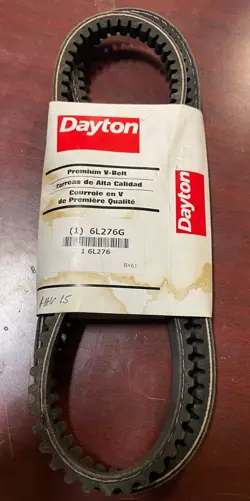 Dayton
Premium V-Belt
Correas de Alta Calidad
Courroie en V
de Première Qualité
(1) 6L276G
1 6L276
Dayton